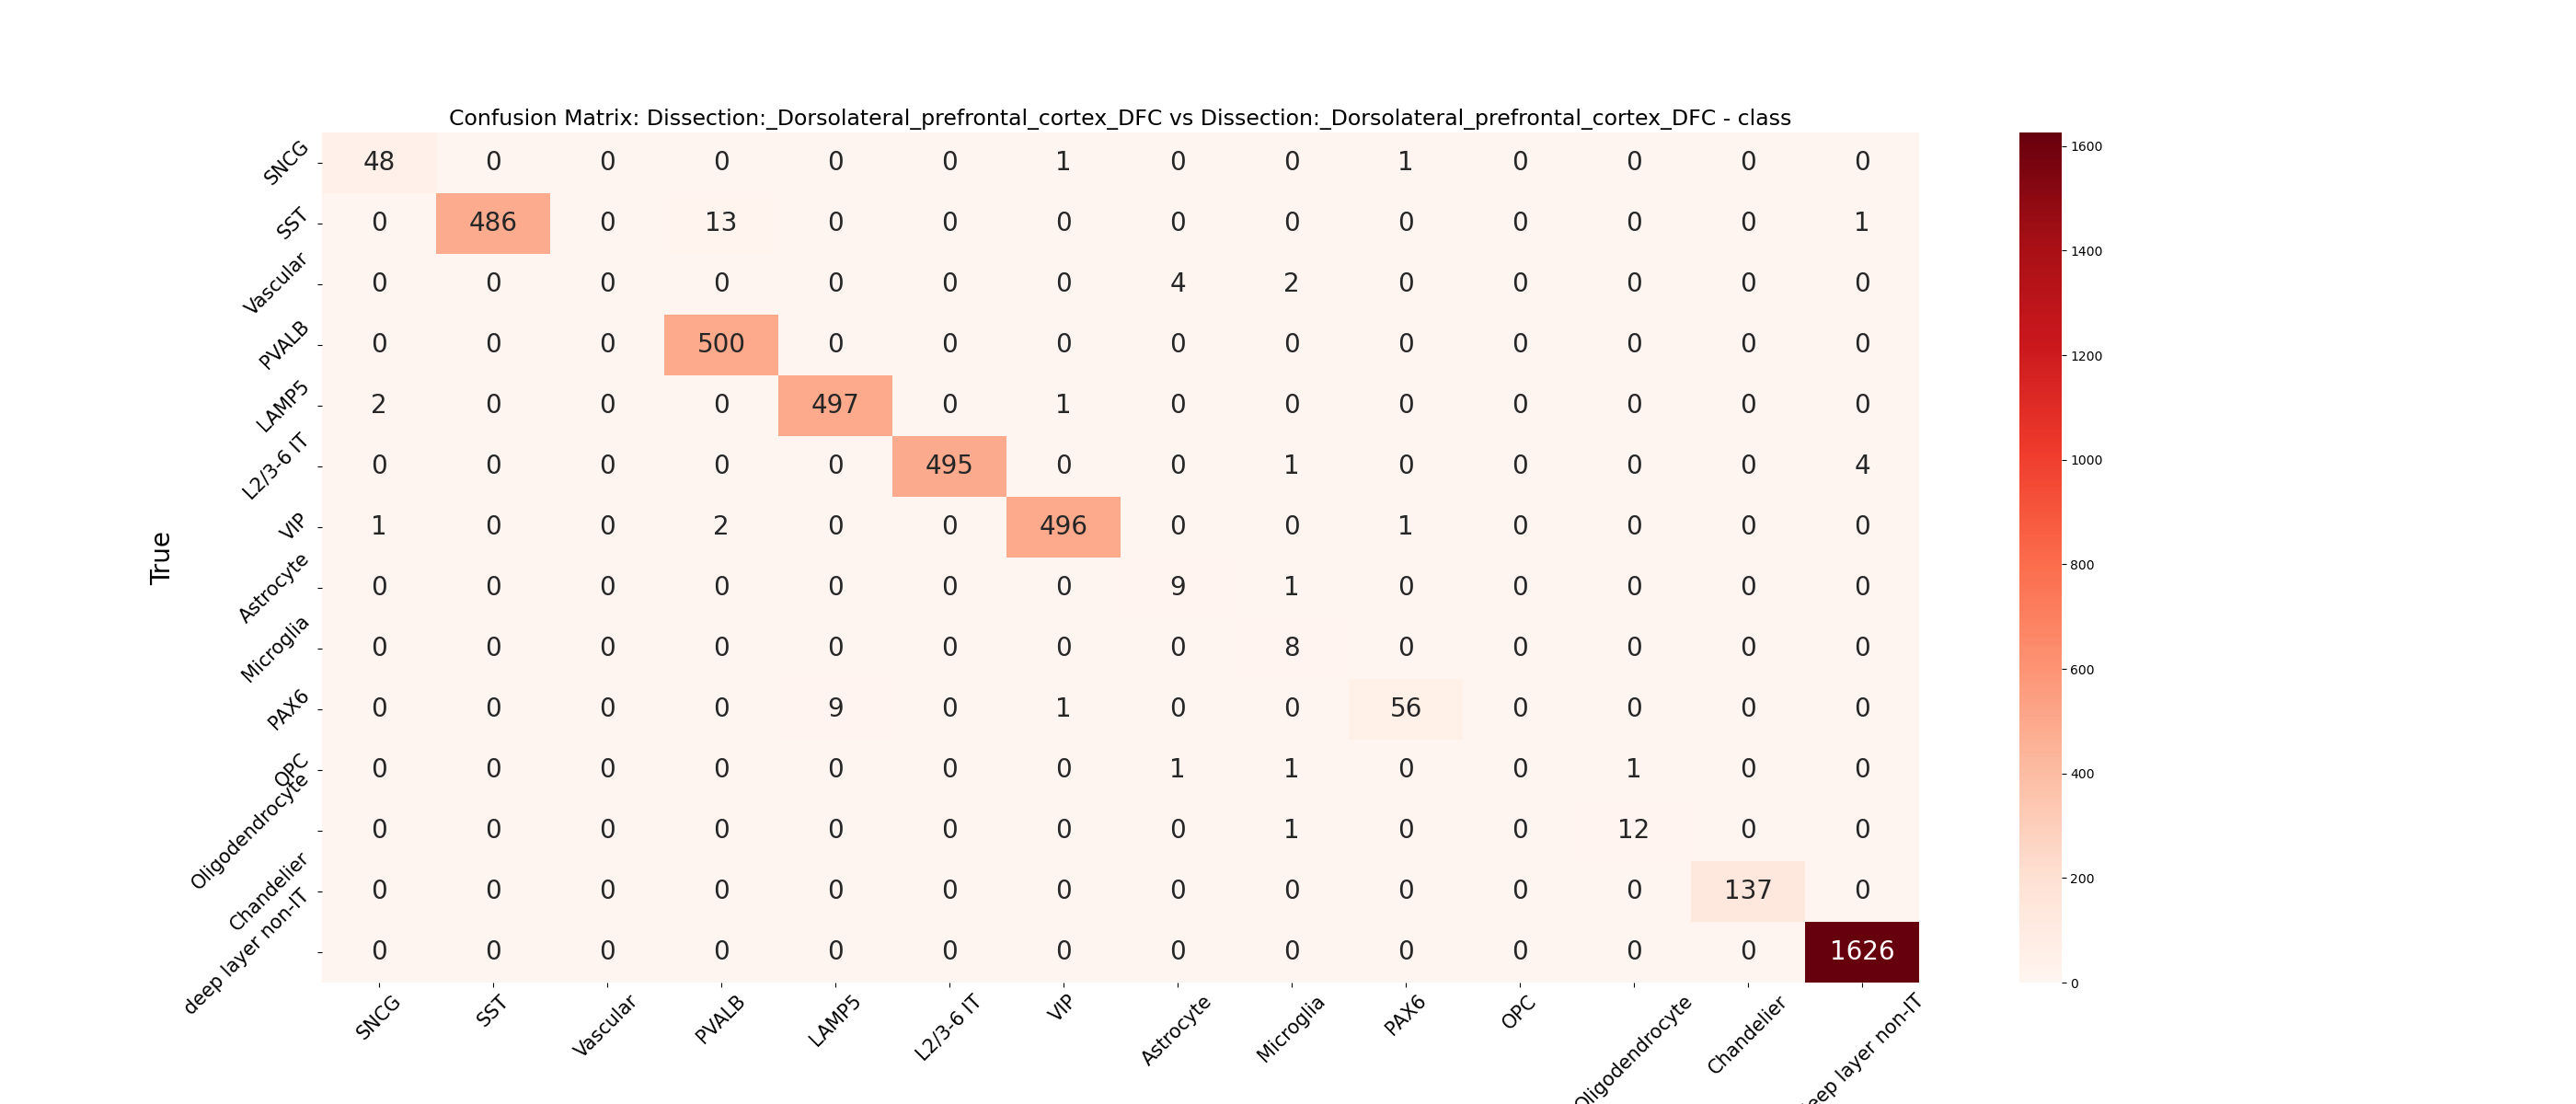 Confusion Matrix: Dissection:_Dorsolateral_prefrontal_cortex_DFC vs Dissection:_Dorsolateral_prefrontal_cortex_DFC - class
SNCG 48 0 0 0 0 0 1 0 0 1 0 0 0 0
SST 0 486 0 13 0 0 0 0 0 0 0 0 0 1
Vascular 0 0 0 0 0 0 0 4 2 0 0 0 0 0
PVALB 0 0 0 500 0 0 0 0 0 0 0 0 0 0
LAMP5 2 0 0 0 497 0 1 0 0 0 0 0 0 0
L2/3-6 IT 0 0 0 0 0 495 0 0 1 0 0 0 0 4
VIP 1 0 0 2 0 0 496 0 0 1 0 0 0 0
Astrocyte 0 0 0 0 0 0 0 9 1 0 0 0 0 0
Microglia 0 0 0 0 0 0 0 0 8 0 0 0 0 0
PAX6 0 0 0 0 9 0 1 0 0 56 0 0 0 0
OPC 0 0 0 0 0 0 0 1 1 0 0 1 0 0
Oligodendrocyte 0 0 0 0 0 0 0 0 1 0 0 12 0 0
Chandelier 0 0 0 0 0 0 0 0 0 0 0 0 137 0
deep layer non-IT 0 0 0 0 0 0 0 0 0 0 0 0 0 1626
True
SNCG SST Vascular PVALB LAMP5 L2/3-6 IT VIP Astrocyte Microglia PAX6 OPC Oligodendrocyte Chandelier layer non-IT
1600
1400
1200
1000
800
600
400
200
0